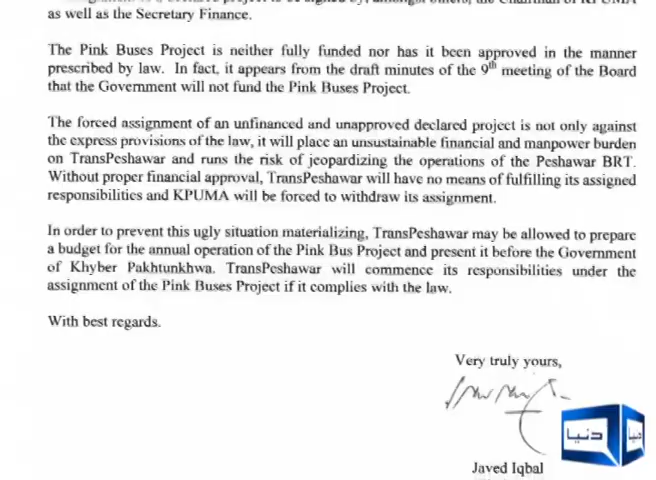 as well as the Secretary Finance.
The Pink Buses Project is neither fully funded nor has it been approved in the manner
prescribed by law. In fact, it appears from the draft minutes of the 9th meeting of the Board
that the Government will not fund the Pink Buses Project.
The forced assignment of an unfinanced and unapproved declared project is not only against
the express provisions of the law, it will place an unsustainable financial and manpower burden
on TransPeshawar and runs the risk of jeopardizing the operations of the Peshawar BRT.
Without proper financial approval, TransPeshawar will have no means of fulfilling its assigned
responsibilities and KPUMA will be forced to withdraw its assignment.
In order to prevent this ugly situation materializing, TransPeshawar may be allowed to prepare
a budget for the annual operation of the Pink Bus Project and present it before the Government
of Khyber Pakhtunkhwa. TransPeshawar will commence its responsibilities under the
assignment of the Pink Buses Project if it complies with the law.
With best regards.
Very truly yours,
دنیا
Javed Iqbal